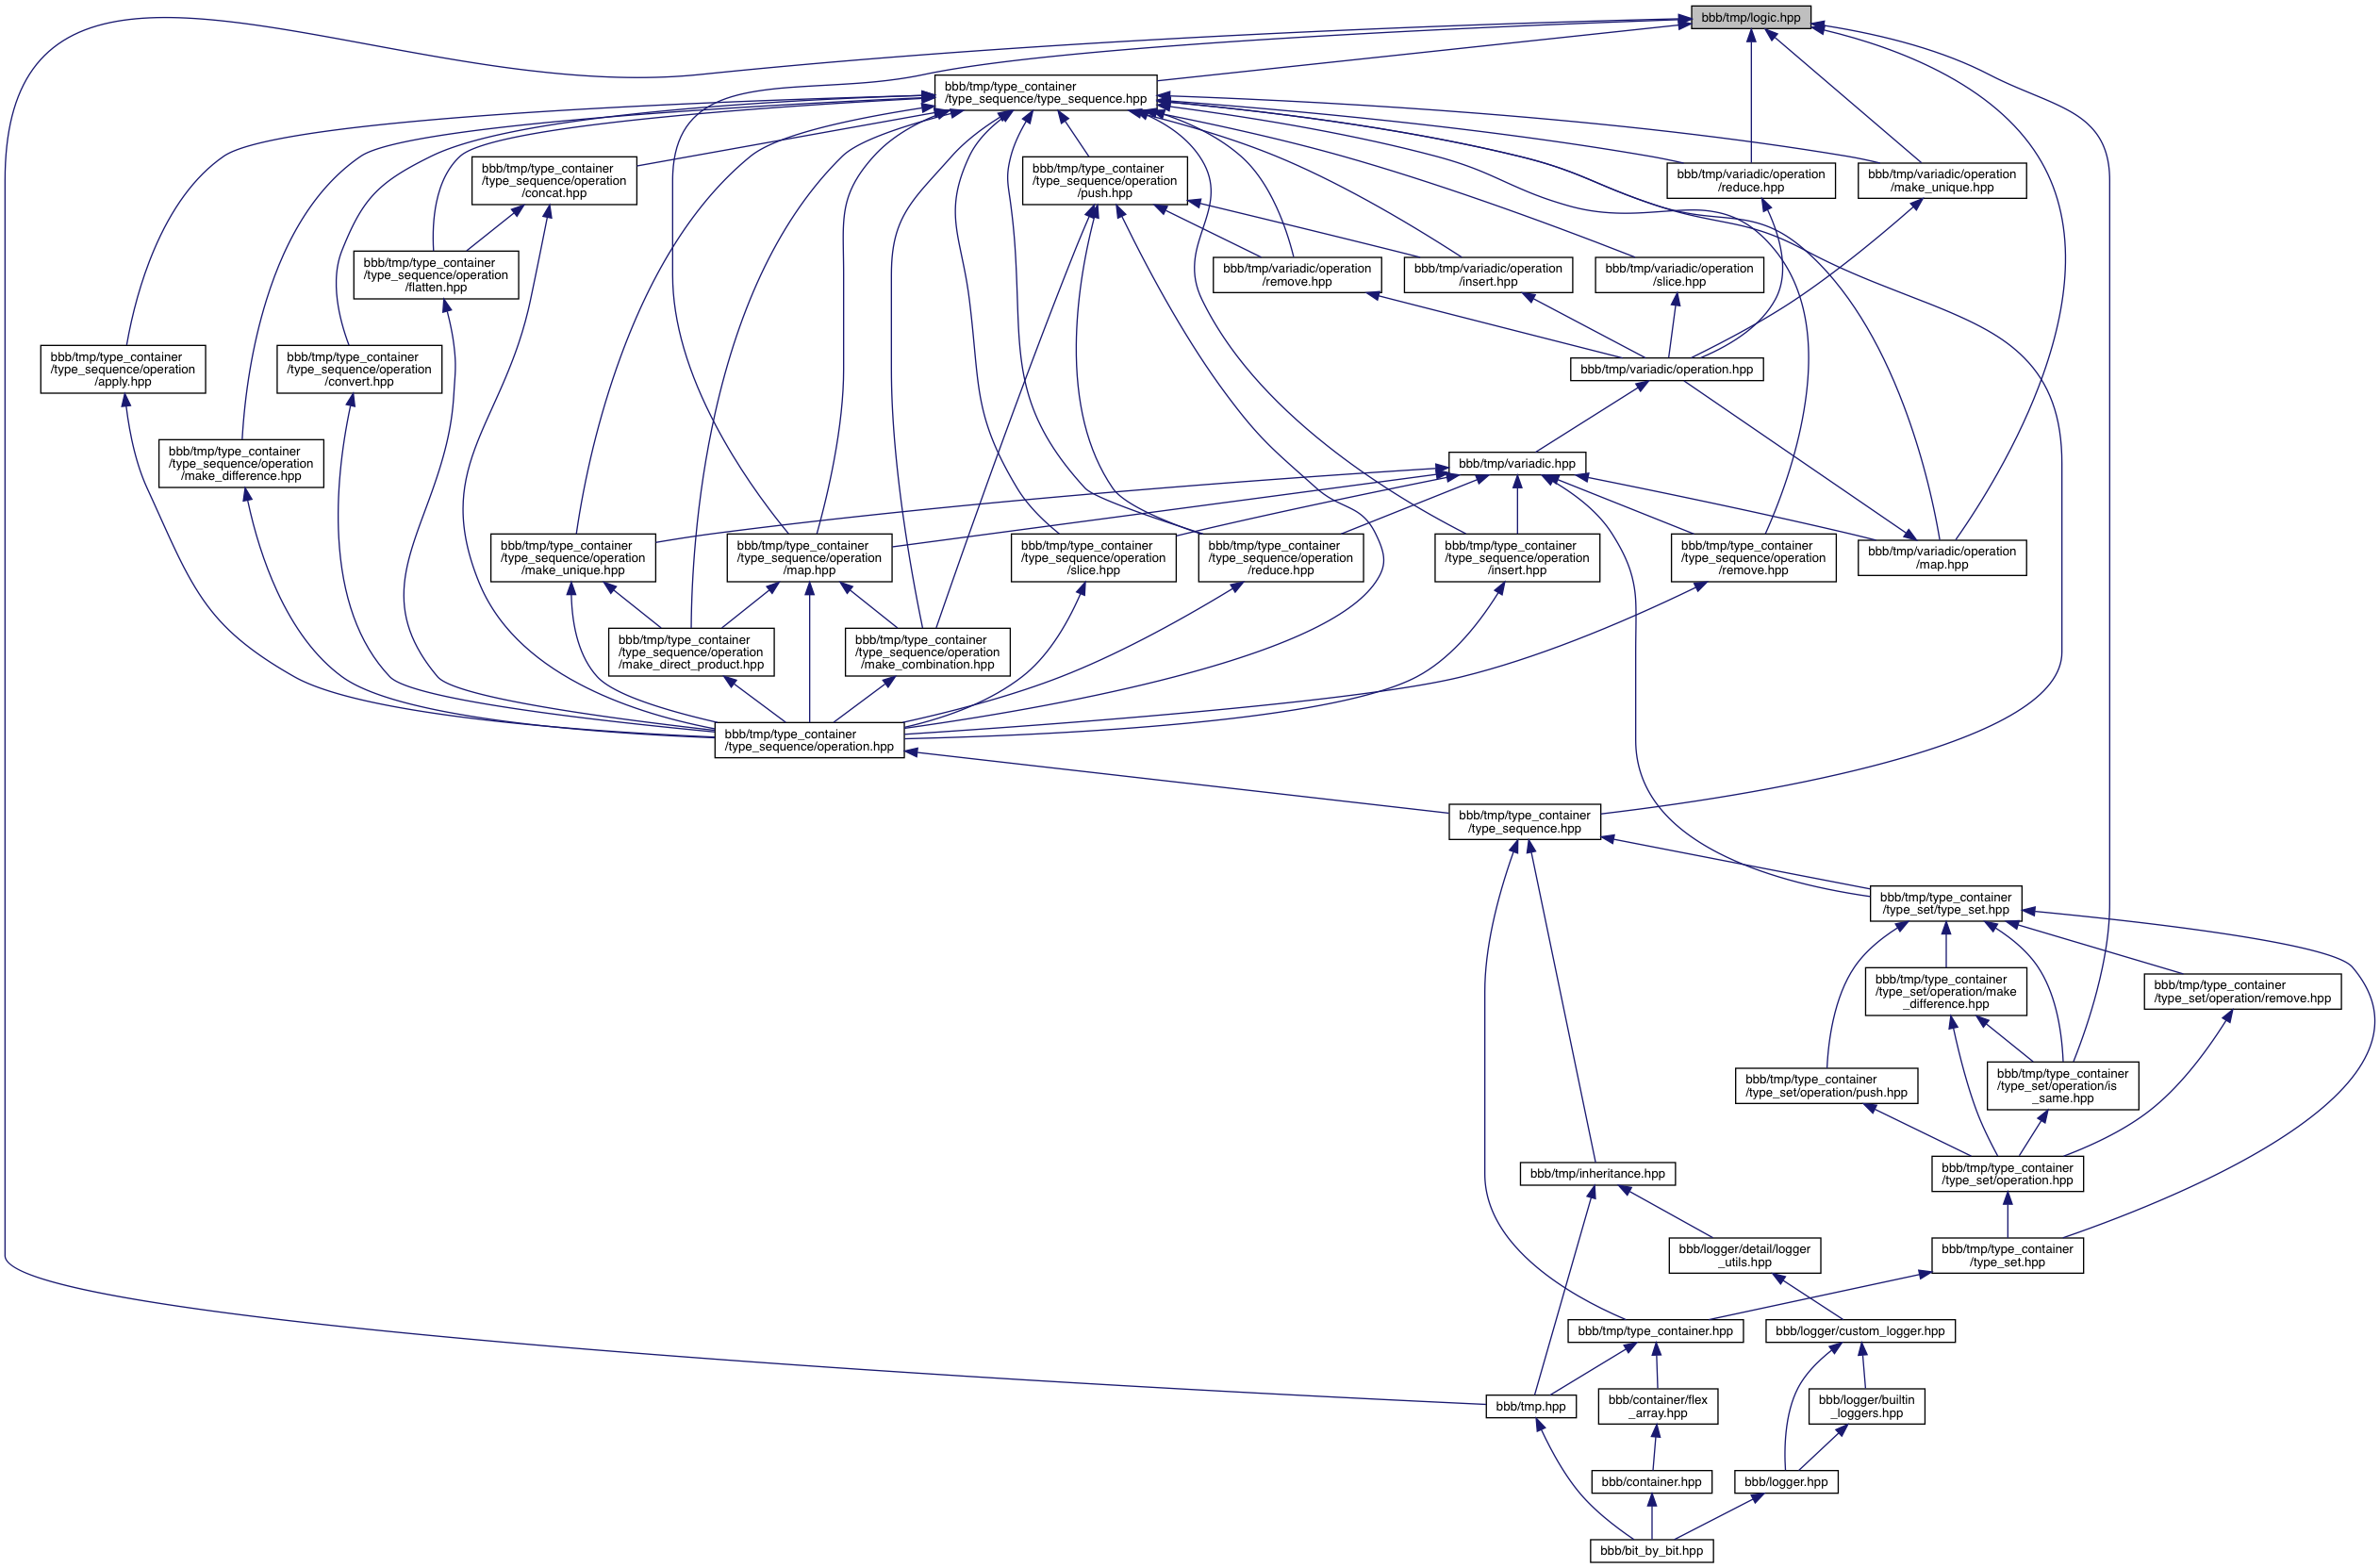 bbb/tmp/logic.hpp
bbb/tmp/type_container
/type_sequence/type_sequence.hpp
bbb/tmp/type_container
/type_sequence/operation
/concat.hpp
bbb/tmp/type_container
/type_sequence/operation
/push.hpp
bbb/tmp/variadic/operation
/reduce.hpp
bbb/tmp/variadic/operation
/make_unique.hpp
bbb/tmp/type_container
/type_sequence/operation
/flatten.hpp
bbb/tmp/variadic/operation
/remove.hpp
bbb/tmp/variadic/operation
/insert.hpp
bbb/tmp/variadic/operation
/slice.hpp
bbb/tmp/type_container
/type_sequence/operation
/apply.hpp
bbb/tmp/type_container
/type_sequence/operation
/convert.hpp
bbb/tmp/variadic/operation.hpp
bbb/tmp/type_container
/type_sequence/operation
/make_difference.hpp
bbb/tmp/variadic.hpp
bbb/tmp/type_container
/type_sequence/operation
/make_unique.hpp
bbb/tmp/type_container
/type_sequence/operation
/map.hpp
bbb/tmp/type_container
/type_sequence/operation
/slice.hpp
bbb/tmp/type_container
/type_sequence/operation
/reduce.hpp
bbb/tmp/type_container
/type_sequence/operation
/insert.hpp
bbb/tmp/type_container
/type_sequence/operation
/remove.hpp
bbb/tmp/variadic/operation
/map.hpp
bbb/tmp/type_container
/type_sequence/operation
/make_direct_product.hpp
bbb/tmp/type_container
/type_sequence/operation
/make_combination.hpp
bbb/tmp/type_container
/type_sequence/operation.hpp
bbb/tmp/type_container
/type_sequence.hpp
bbb/tmp/type_container
/type_set/type_set.hpp
bbb/tmp/type_container
/type_set/operation/make
_difference.hpp
bbb/tmp/type_container
/type_set/operation/remove.hpp
bbb/tmp/type_container
/type_set/operation/push.hpp
bbb/tmp/type_container
/type_set/operation/is
_same.hpp
bbb/tmp/inheritance.hpp
bbb/tmp/type_container
/type_set/operation.hpp
bbb/logger/detail/logger
_utils.hpp
bbb/tmp/type_container
/type_set.hpp
bbb/tmp/type_container.hpp
bbb/logger/custom_logger.hpp
bbb/tmp.hpp
bbb/container/flex
_array.hpp
bbb/logger/builtin
_loggers.hpp
bbb/container.hpp
bbb/logger.hpp
bbb/bit_by_bit.hpp